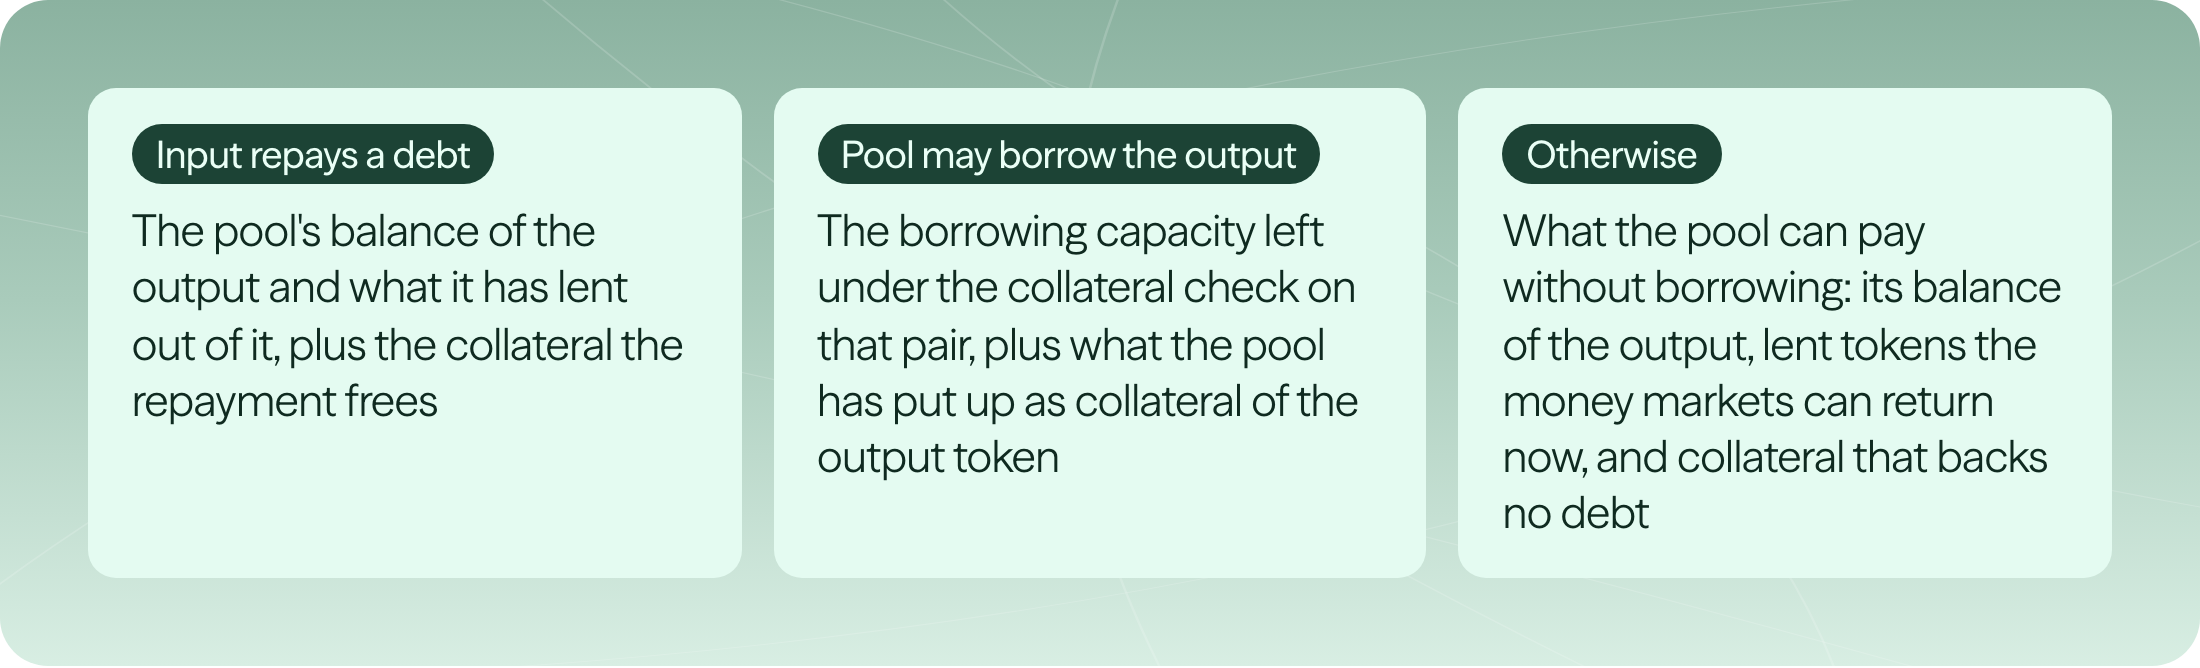 Input repays a debt
The pool's balance of the
output and what it has lent
out of it, plus the collateral the
repayment frees
Pool may borrow the output
The borrowing capacity left
under the collateral check on
that pair, plus what the pool
has put up as collateral of the
output token
Otherwise
What the pool can pay
without borrowing: its balance
of the output, lent tokens the
money markets can return
now, and collateral that backs
no debt